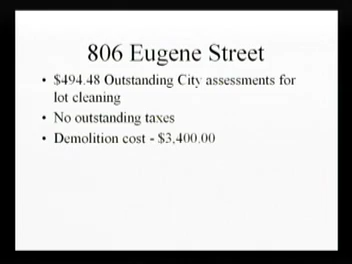 806 Eugene Street
• $494.48 Outstanding City assessments for
lot cleaning
• No outstanding taxes
• Demolition cost - $3,400.00